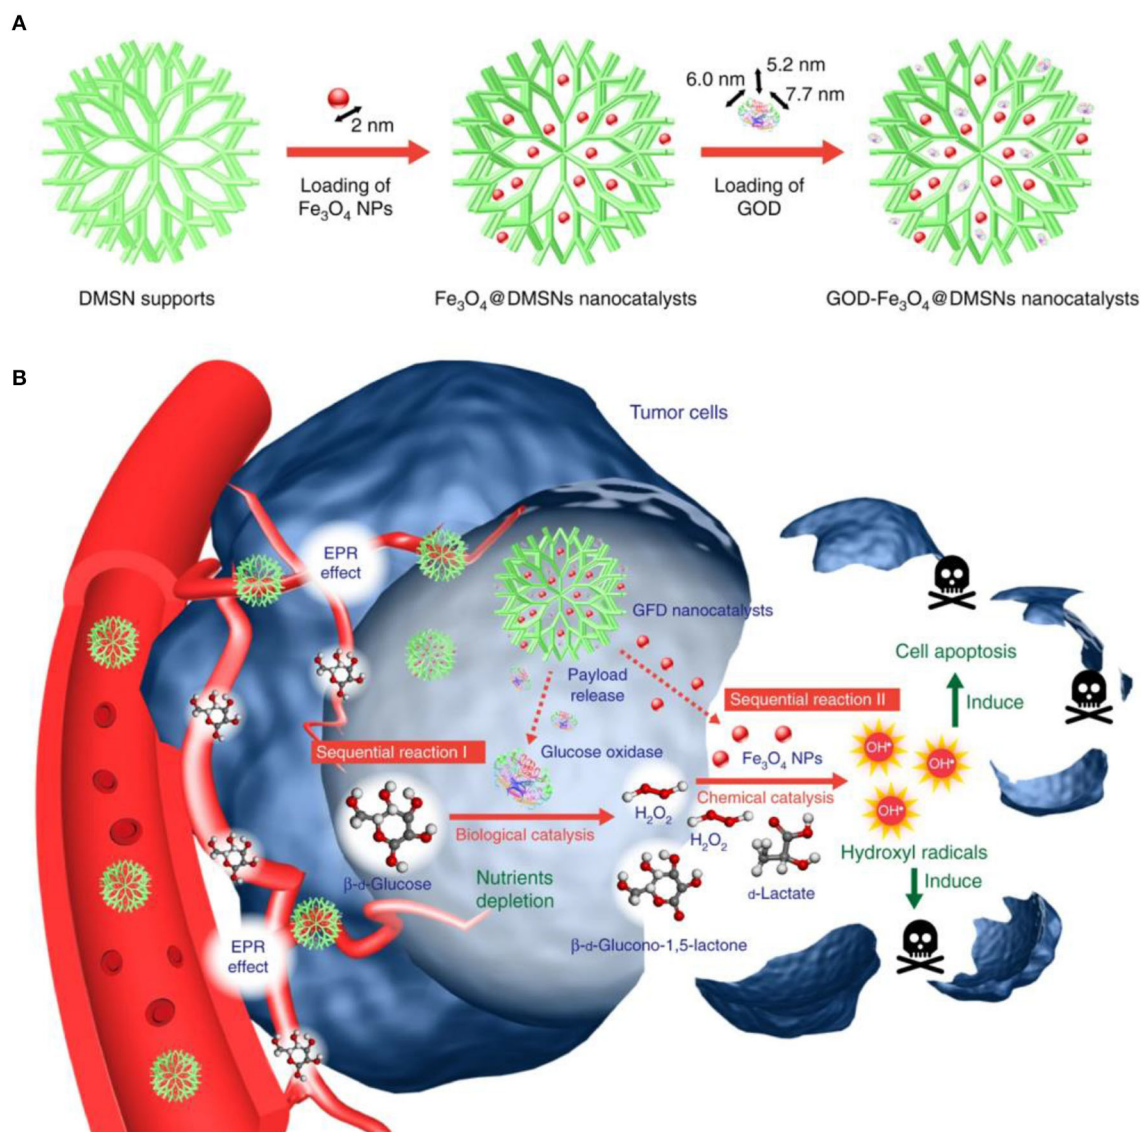 A
6.0 nm
5.2 nm
7.7 nm
2 nm
Loading of
Fe₃O₄ NPs
Loading of
GOD
DMSN supports
Fe₃O₄@DMSNs nanocatalysts
GOD-Fe₃O₄@DMSNs nanocatalysts
B
Tumor cells
EPR
effect
GFD nanocatalysts
Payload
release
Cell apoptosis
Induce
Sequential reaction II
Sequential reaction I
Glucose oxidase
Fe₃O₄ NPs
OH•
OH•
OH•
H₂O₂
Chemical catalysis
Biological catalysis
H₂O₂
Hydroxyl radicals
Induce
β-d-Glucose
Nutrients
depletion
d-Lactate
β-d-Glucono-1,5-lactone
EPR
effect